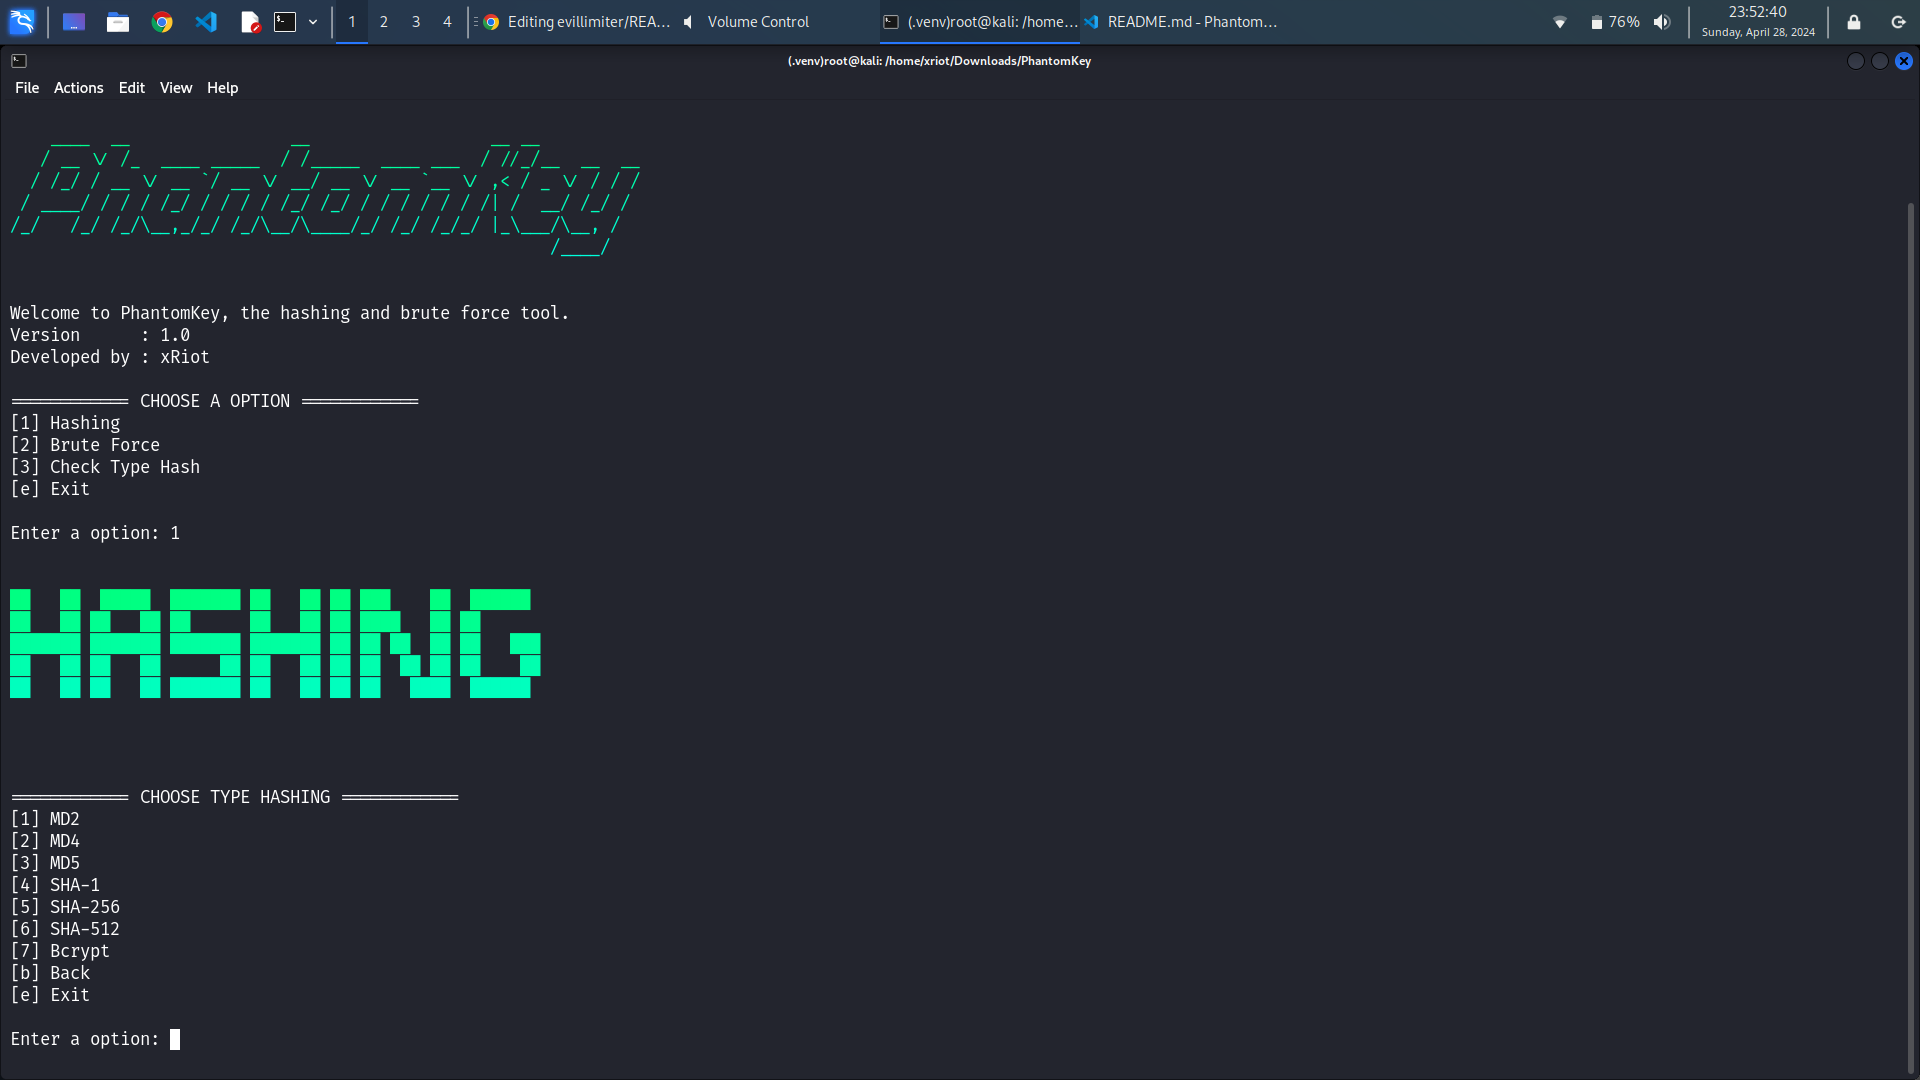 1 2 3 4 Editing evillimiter/REA... Volume Control (.venv)root@kali: /home... README.md - Phantom... 76% 23:52:40
Sunday, April 28, 2024
(.venv)root@kali: /home/xriot/Downloads/PhantomKey
File Actions Edit View Help
PhantomKey
Welcome to PhantomKey, the hashing and brute force tool.
Version : 1.0
Developed by : xRiot
============ CHOOSE A OPTION ============
[1] Hashing
[2] Brute Force
[3] Check Type Hash
[e] Exit
Enter a option: 1
HASHING
============ CHOOSE TYPE HASHING ============
[1] MD2
[2] MD4
[3] MD5
[4] SHA-1
[5] SHA-256
[6] SHA-512
[7] Bcrypt
[b] Back
[e] Exit
Enter a option: